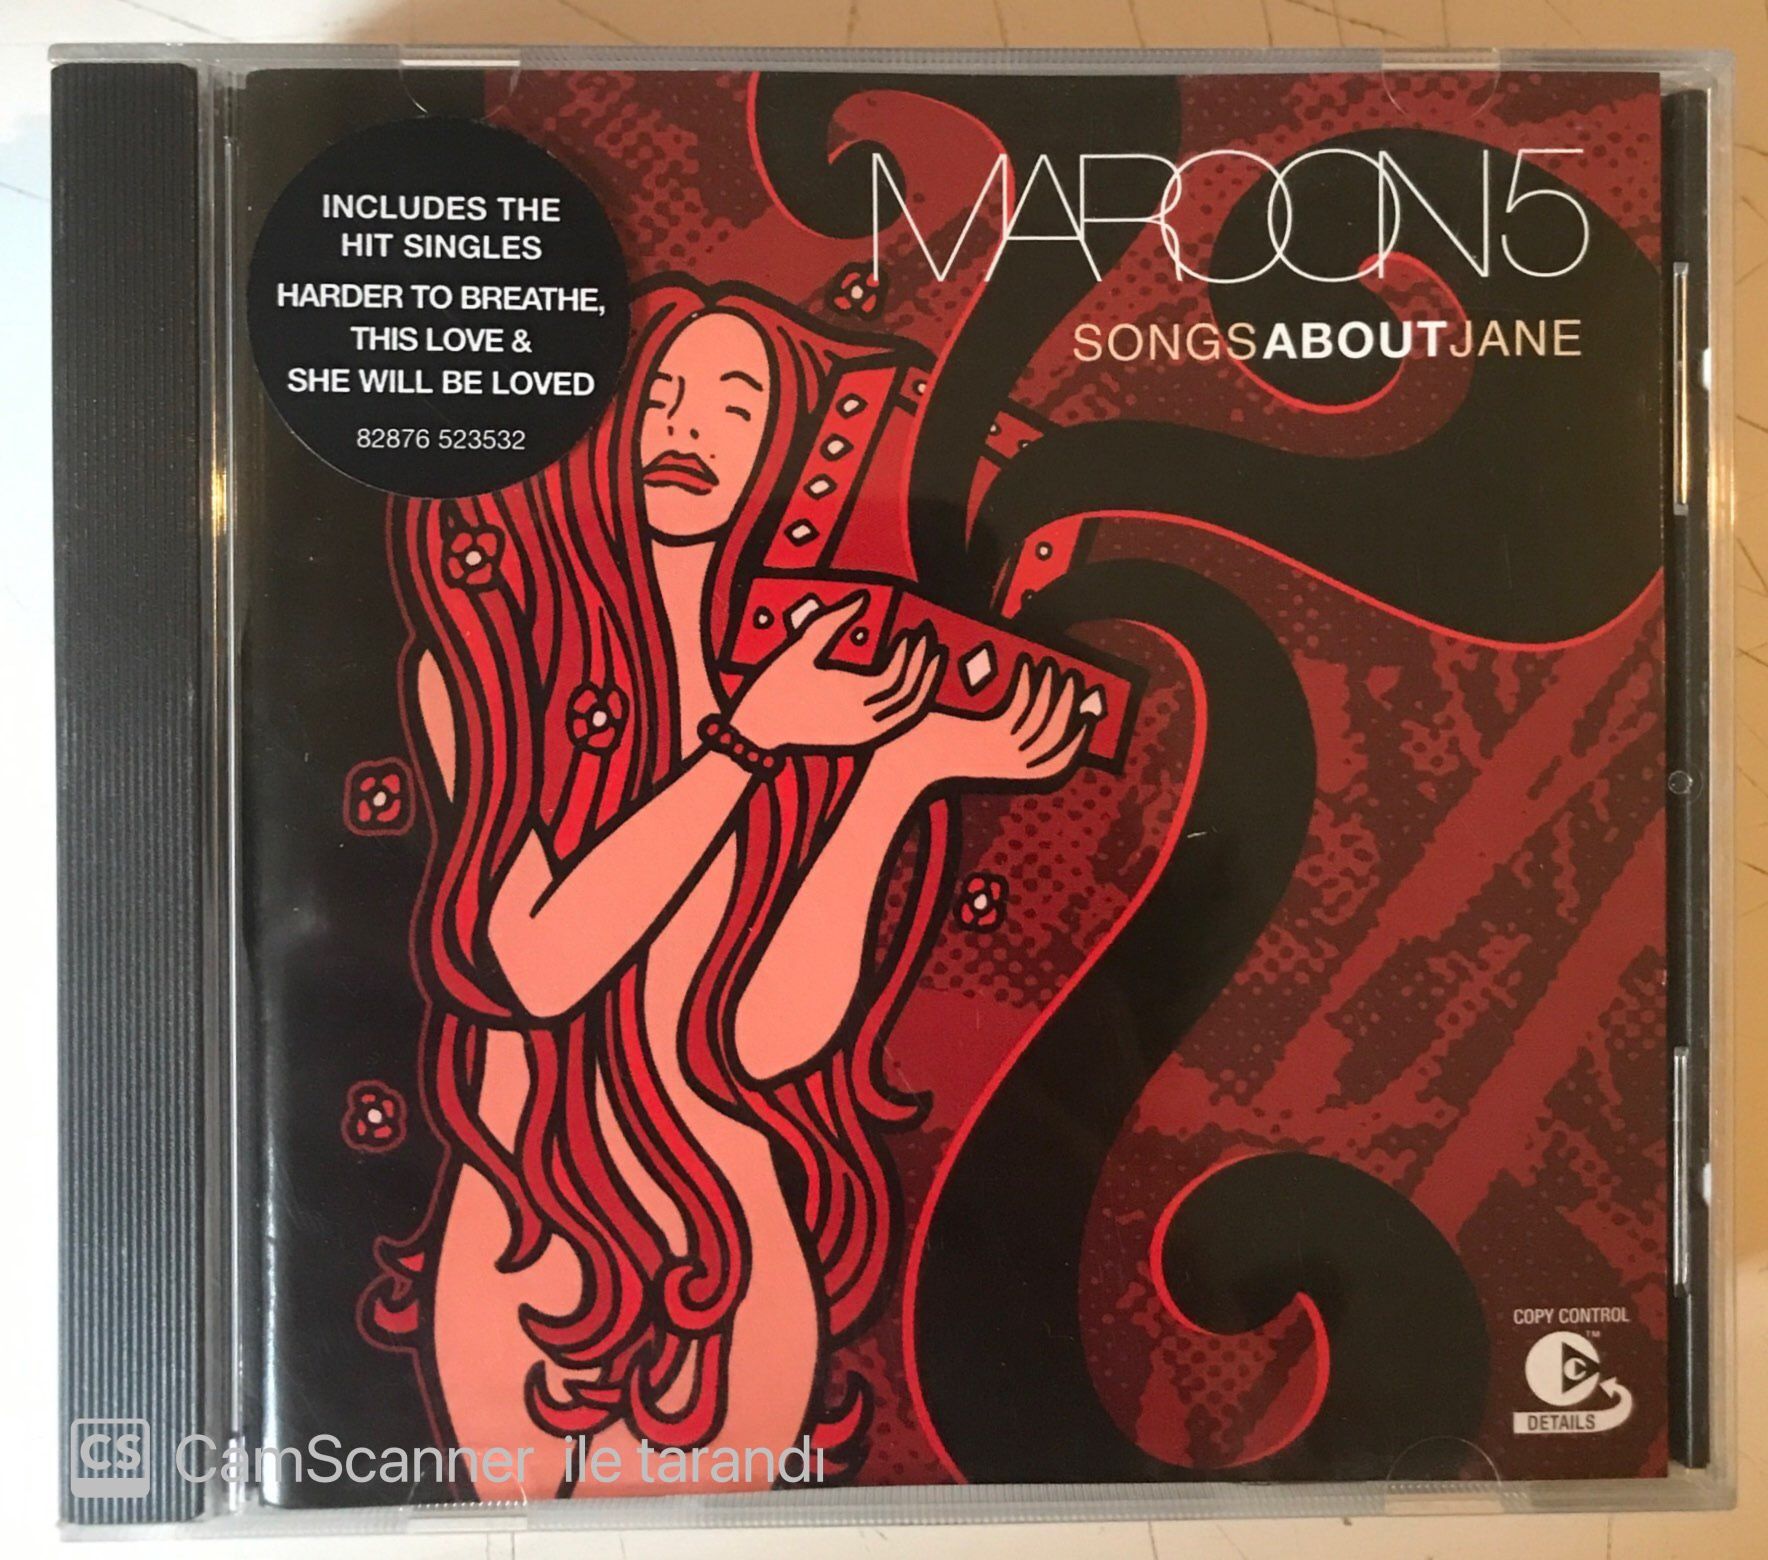 INCLUDES THE
HIT SINGLES
HARDER TO BREATHE,
THIS LOVE &
SHE WILL BE LOVED
82876 523532
MAROON5
SONGSABOUTJANE
COPY CONTROL
TM
C
DETAILS
CS CamScanner ile tarandı